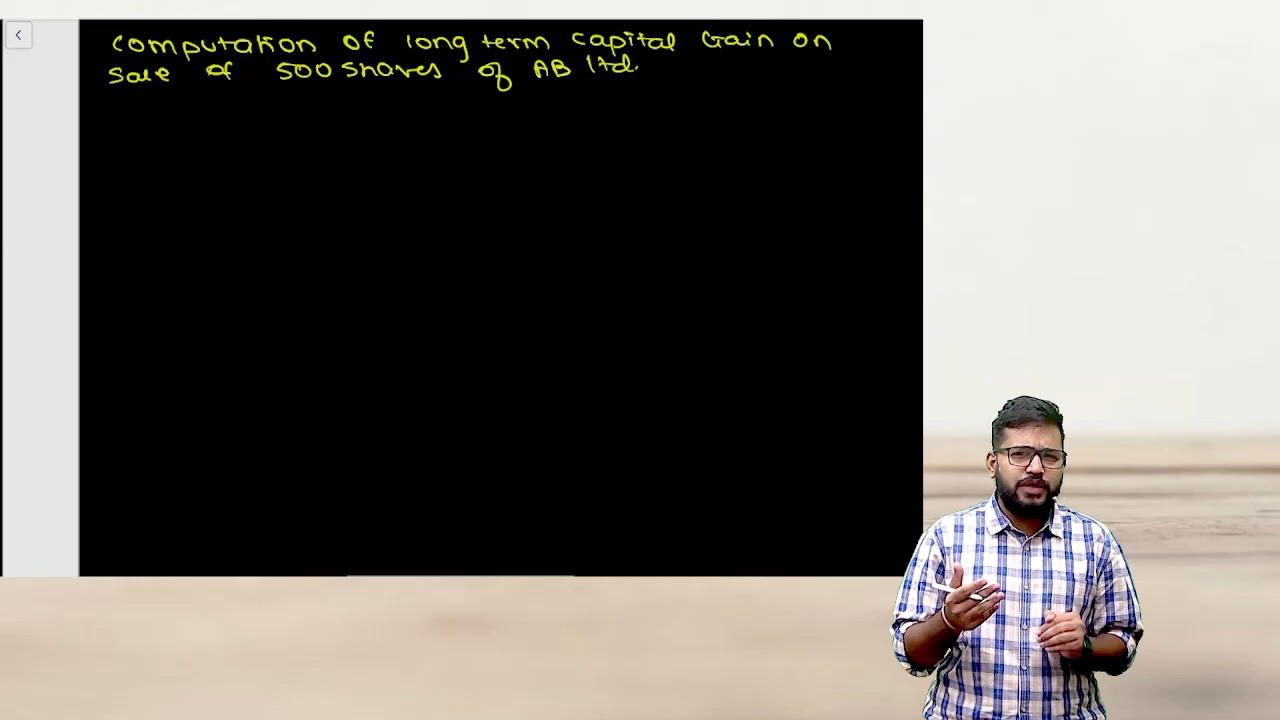 Computation of long term capital Gain on
Sale of 500 Shares of AB ltd.